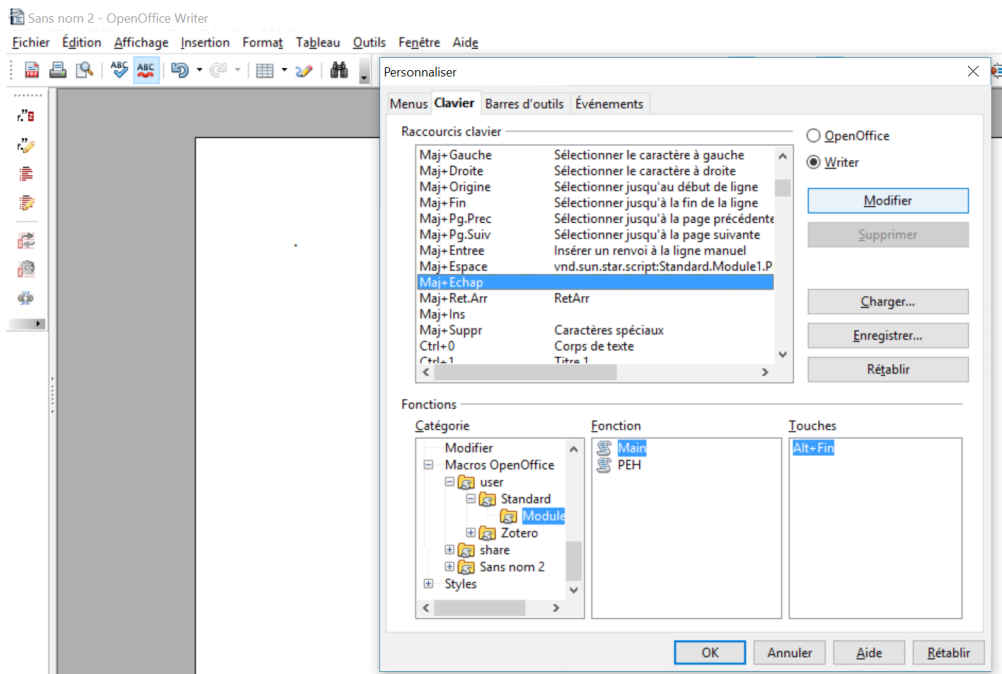 Sans nom 2 - OpenOffice Writer
Fichier Édition Affichage Insertion Format Tableau Outils Fenêtre Aide
ABC ABC
Personnaliser
Menus Clavier Barres d'outils Événements
Raccourcis clavier
Maj+Gauche Sélectionner le caractère à gauche
Maj+Droite Sélectionner le caractère à droite
Maj+Origine Sélectionner jusqu'au début de ligne
Maj+Fin Sélectionner jusqu'à la fin de la ligne
Maj+Pg.Prec Sélectionner jusqu'à la page précédente
Maj+Pg.Suiv Sélectionner jusqu'à la page suivante
Maj+Entree Insérer un renvoi à la ligne manuel
Maj+Espace vnd.sun.star.script:Standard.Module1.P
Maj+Echap
Maj+Ret.Arr RetArr
Maj+Ins
Maj+Suppr Caractères spéciaux
Ctrl+0 Corps de texte
Ctrl+1 Titre 1
OpenOffice
Writer
Modifier
Supprimer
Charger...
Enregistrer...
Rétablir
Fonctions
Catégorie
Modifier
Macros OpenOffice
user
Standard
Module
Zotero
share
Sans nom 2
Styles
Fonction
Main
PEH
Touches
Alt+Fin
OK Annuler Aide Rétablir